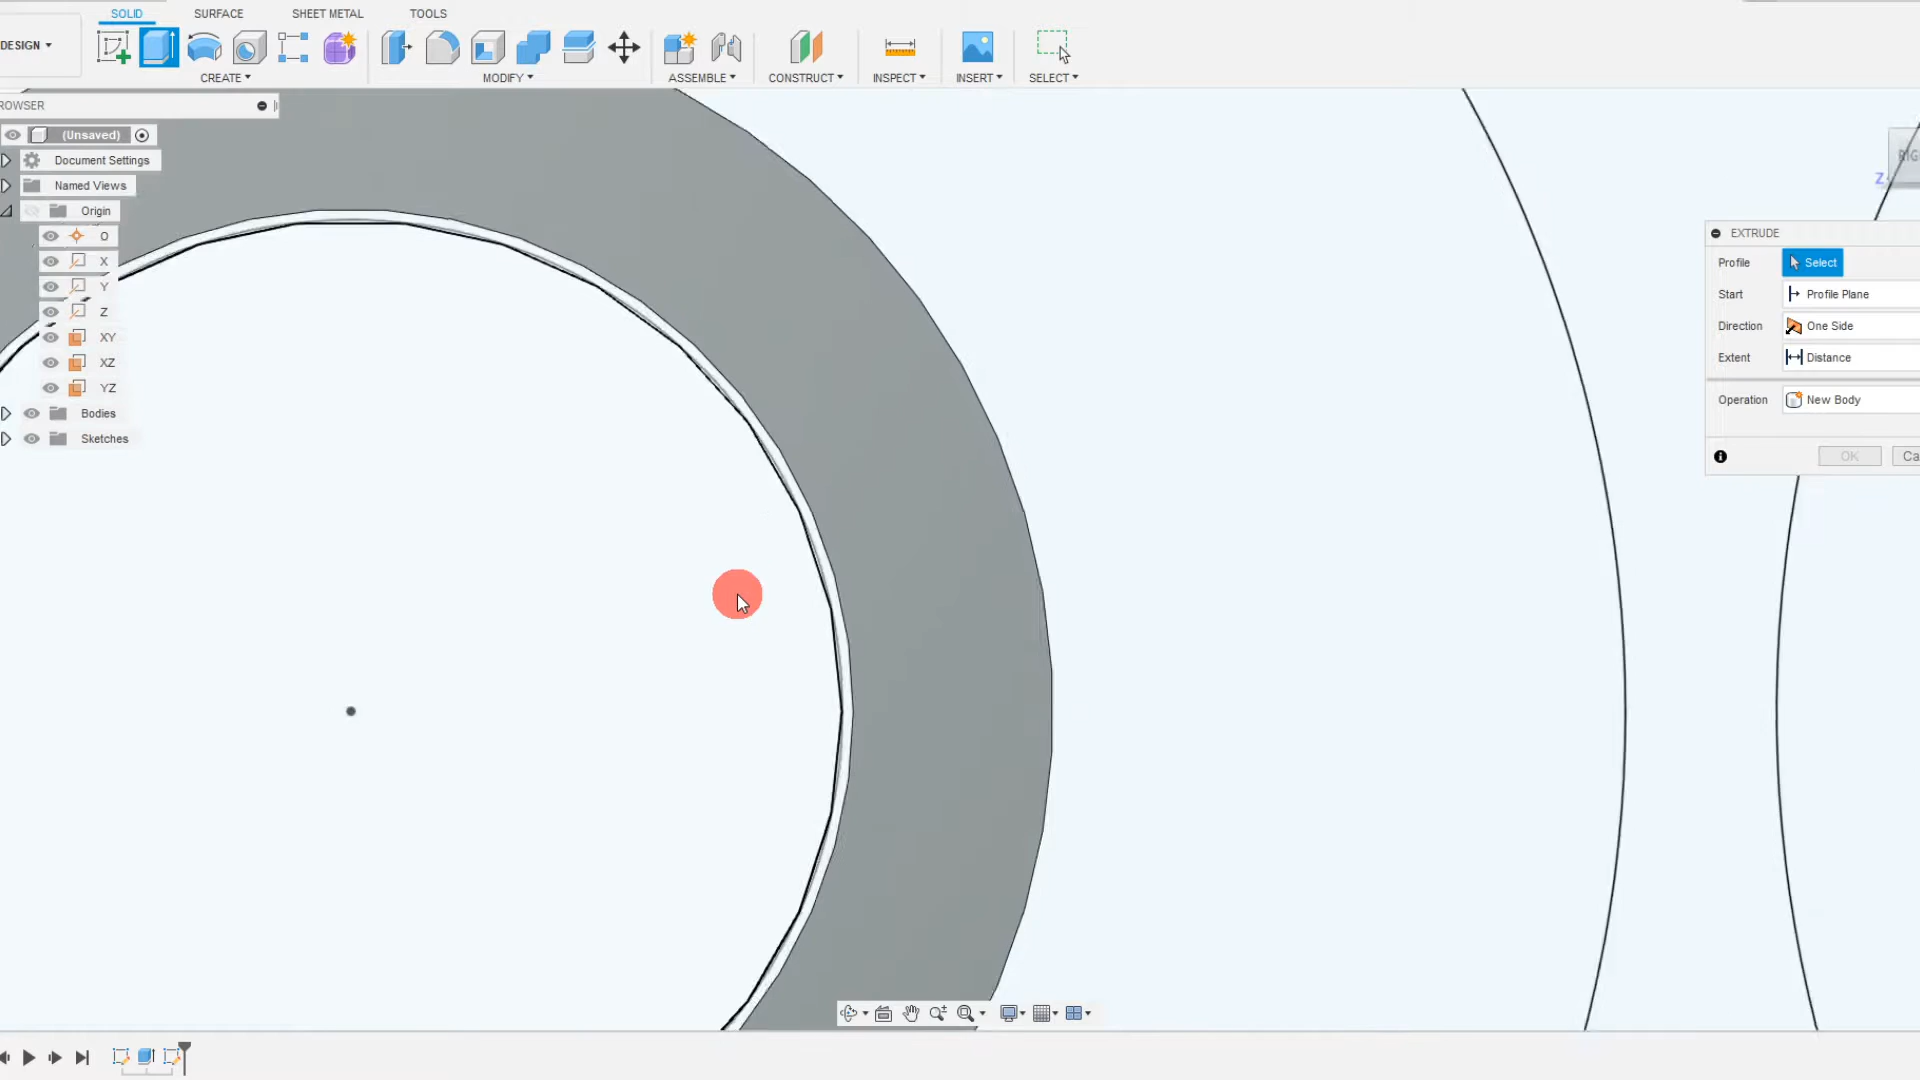 SOLID SURFACE SHEET METAL TOOLS
DESIGN
CREATE MODIFY ASSEMBLE CONSTRUCT INSPECT INSERT SELECT
ROWSER
(Unsaved)
Document Settings
Named Views
Origin
O
X
Y
Z
XY
XZ
YZ
Bodies
Sketches
RIG
Z
EXTRUDE
Profile Select
Start Profile Plane
Direction One Side
Extent Distance
Operation New Body
OK Ca